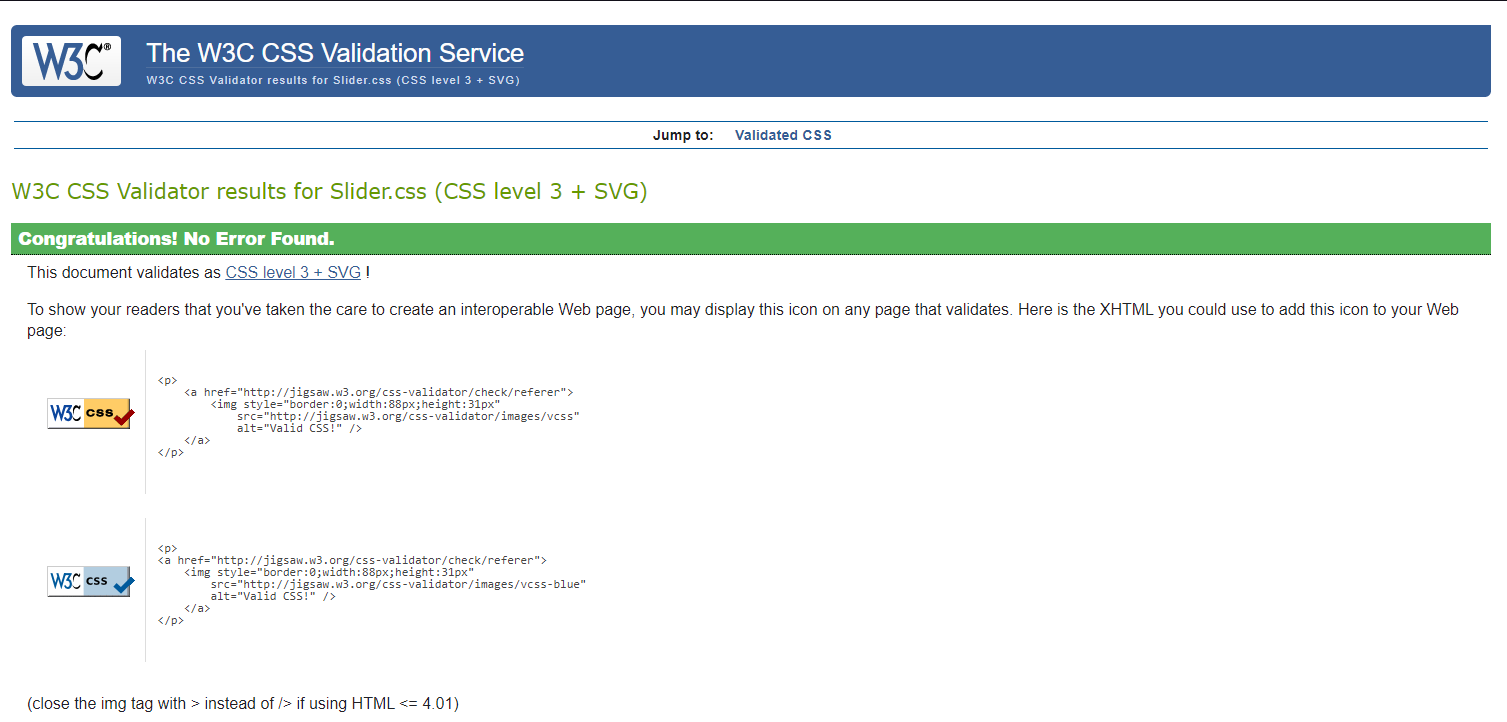 W3C® The W3C CSS Validation Service
W3C CSS Validator results for Slider.css (CSS level 3 + SVG)
Jump to: Validated CSS
W3C CSS Validator results for Slider.css (CSS level 3 + SVG)
Congratulations! No Error Found.
This document validates as CSS level 3 + SVG !
To show your readers that you've taken the care to create an interoperable Web page, you may display this icon on any page that validates. Here is the XHTML you could use to add this icon to your Web
page:
W3C css
<p>
    <a href="http://jigsaw.w3.org/css-validator/check/referer">
        <img style="border:0;width:88px;height:31px"
            src="http://jigsaw.w3.org/css-validator/images/vcss"
            alt="Valid CSS!" />
    </a>
</p>
W3C css
<p>
<a href="http://jigsaw.w3.org/css-validator/check/referer">
    <img style="border:0;width:88px;height:31px"
        src="http://jigsaw.w3.org/css-validator/images/vcss-blue"
        alt="Valid CSS!" />
    </a>
</p>
(close the img tag with > instead of /> if using HTML <= 4.01)